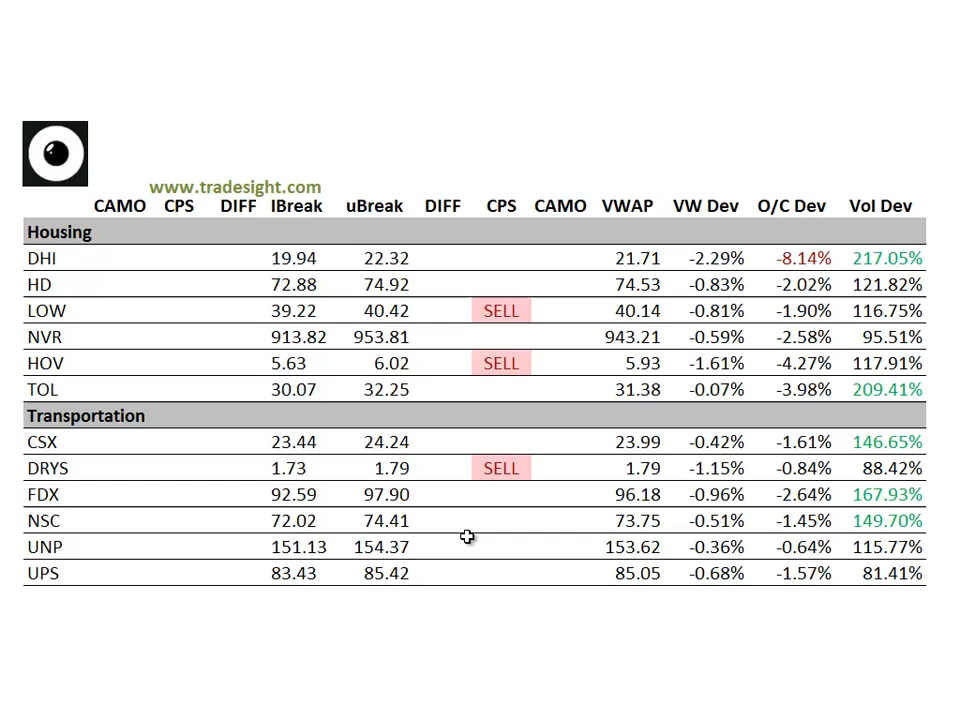 www.tradesight.com
CAMO CPS DIFF lBreak uBreak DIFF CPS CAMO VWAP VW Dev O/C Dev Vol Dev
Housing
DHI 19.94 22.32 21.71 -2.29% -8.14% 217.05%
HD 72.88 74.92 74.53 -0.83% -2.02% 121.82%
LOW 39.22 40.42 SELL 40.14 -0.81% -1.90% 116.75%
NVR 913.82 953.81 943.21 -0.59% -2.58% 95.51%
HOV 5.63 6.02 SELL 5.93 -1.61% -4.27% 117.91%
TOL 30.07 32.25 31.38 -0.07% -3.98% 209.41%
Transportation
CSX 23.44 24.24 23.99 -0.42% -1.61% 146.65%
DRYS 1.73 1.79 SELL 1.79 -1.15% -0.84% 88.42%
FDX 92.59 97.90 96.18 -0.96% -2.64% 167.93%
NSC 72.02 74.41 73.75 -0.51% -1.45% 149.70%
UNP 151.13 154.37 153.62 -0.36% -0.64% 115.77%
UPS 83.43 85.42 85.05 -0.68% -1.57% 81.41%